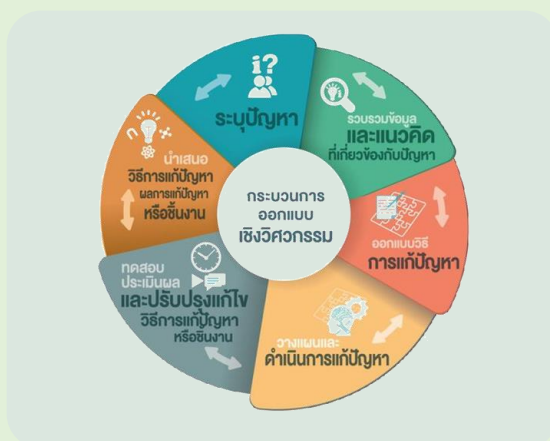 กระบวนการ
ออกแบบ
เชิงวิศวกรรม
i?
ระบุปัญหา
รวบรวมข้อมูล
และแนวคิด
ที่เกี่ยวข้องกับปัญหา
ออกแบบวิธี
การแก้ปัญหา
วางแผนและ
ดำเนินการแก้ปัญหา
ทดสอบ
ประเมินผล
และปรับปรุงแก้ไข
วิธีการแก้ปัญหา
หรือชิ้นงาน
นำเสนอ
วิธีการแก้ปัญหา
ผลการแก้ปัญหา
หรือชิ้นงาน